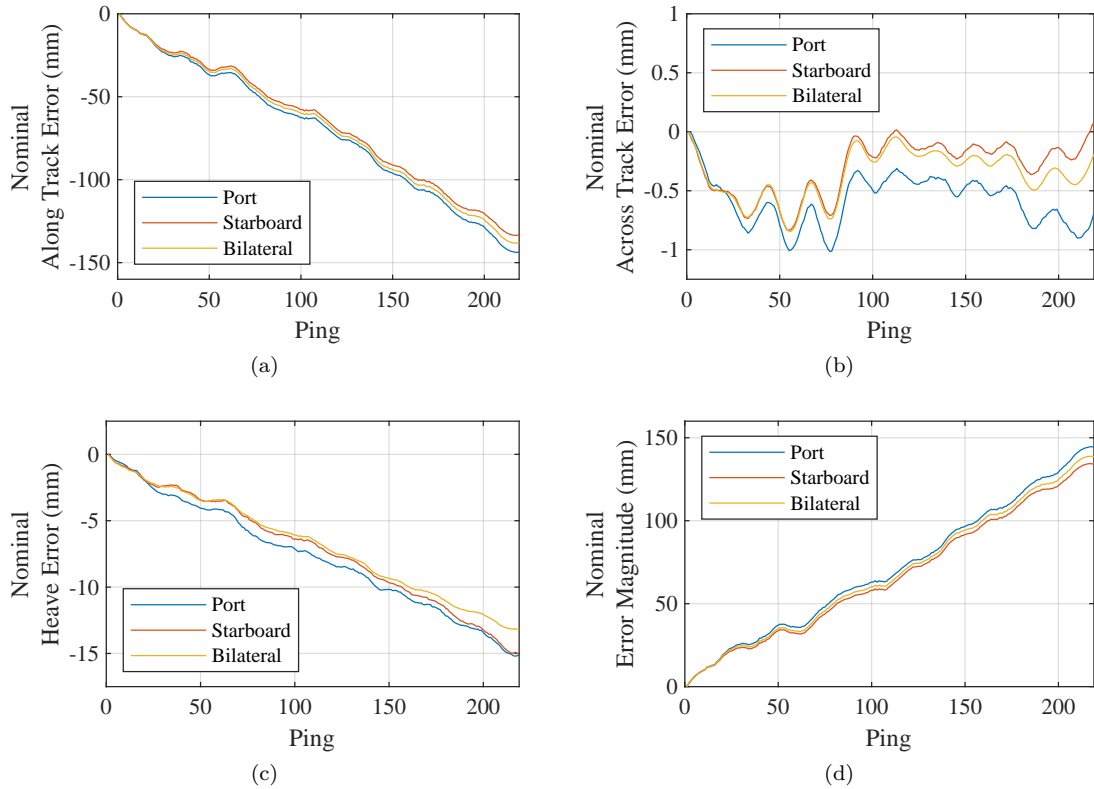 0
-50
-100
-150
Nominal
Along Track Error (mm)
Port
Starboard
Bilateral
0
50
100
150
200
Ping
(a)
1
0.5
0
-0.5
-1
Nominal
Across Track Error (mm)
Port
Starboard
Bilateral
0
50
100
150
200
Ping
(b)
0
-5
-10
-15
Nominal
Heave Error (mm)
Port
Starboard
Bilateral
0
50
100
150
200
Ping
(c)
150
100
50
0
Nominal
Error Magnitude (mm)
Port
Starboard
Bilateral
0
50
100
150
200
Ping
(d)